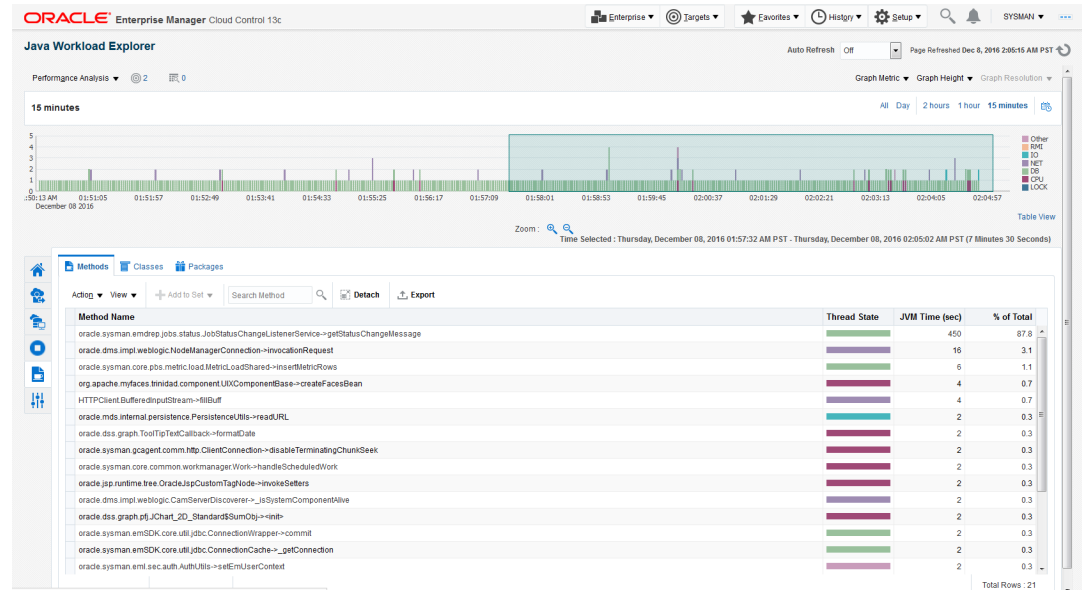 ORACLE Enterprise Manager Cloud Control 13c
Enterprise Targets Favorites History Setup SYSMAN
Java Workload Explorer
Auto Refresh Off Page Refreshed Dec 8, 2016 2:05:15 AM PST
Performance Analysis 2 0
Graph Metric Graph Height Graph Resolution
15 minutes
All Day 2 hours 1 hour 15 minutes
5
4
3
2
1
0
Other
RMI
IO
NET
DB
CPU
LOCK
:50:13 AM 01:51:05 01:51:57 01:52:49 01:53:41 01:54:33 01:55:25 01:56:17 01:57:09 01:58:01 01:58:53 01:59:45 02:00:37 02:01:29 02:02:21 02:03:13 02:04:05 02:04:57
December 08 2016
Table View
Zoom :
Time Selected : Thursday, December 08, 2016 01:57:32 AM PST - Thursday, December 08, 2016 02:05:02 AM PST (7 Minutes 30 Seconds)
Methods Classes Packages
Action View Add to Set Search Method Detach Export
Method Name Thread State JVM Time (sec) % of Total
oracle.sysman.emdrep.jobs.status.JobStatusChangeListenerService->getStatusChangeMessage 450 87.8
oracle.dms.impl.weblogic.NodeManagerConnection->invocationRequest 16 3.1
oracle.sysman.core.pbs.metric.load.MetricLoadShared->insertMetricRows 6 1.1
org.apache.myfaces.trinidad.component.UIXComponentBase->createFacesBean 4 0.7
HTTPClient.BufferedInputStream->fillBuff 4 0.7
oracle.mds.internal.persistence.PersistenceUtils->readURL 2 0.3
oracle.dss.graph.ToolTipTextCallback->formatDate 2 0.3
oracle.sysman.gcagent.comm.http.ClientConnection->disableTerminatingChunkSeek 2 0.3
oracle.sysman.core.common.workmanager.Work->handleScheduledWork 2 0.3
oracle.jsp.runtime.tree.OracleJspCustomTagNode->invokeSetters 2 0.3
oracle.dms.impl.weblogic.CamServerDiscoverer->_isSystemComponentAlive 2 0.3
oracle.dss.graph.pfj.JChart_2D_Standard$SumObj-><init> 2 0.3
oracle.sysman.emSDK.core.util.jdbc.ConnectionWrapper->commit 2 0.3
oracle.sysman.emSDK.core.util.jdbc.ConnectionCache->_getConnection 2 0.3
oracle.sysman.eml.sec.auth.AuthUtils->setEmUserContext 2 0.3
Total Rows : 21